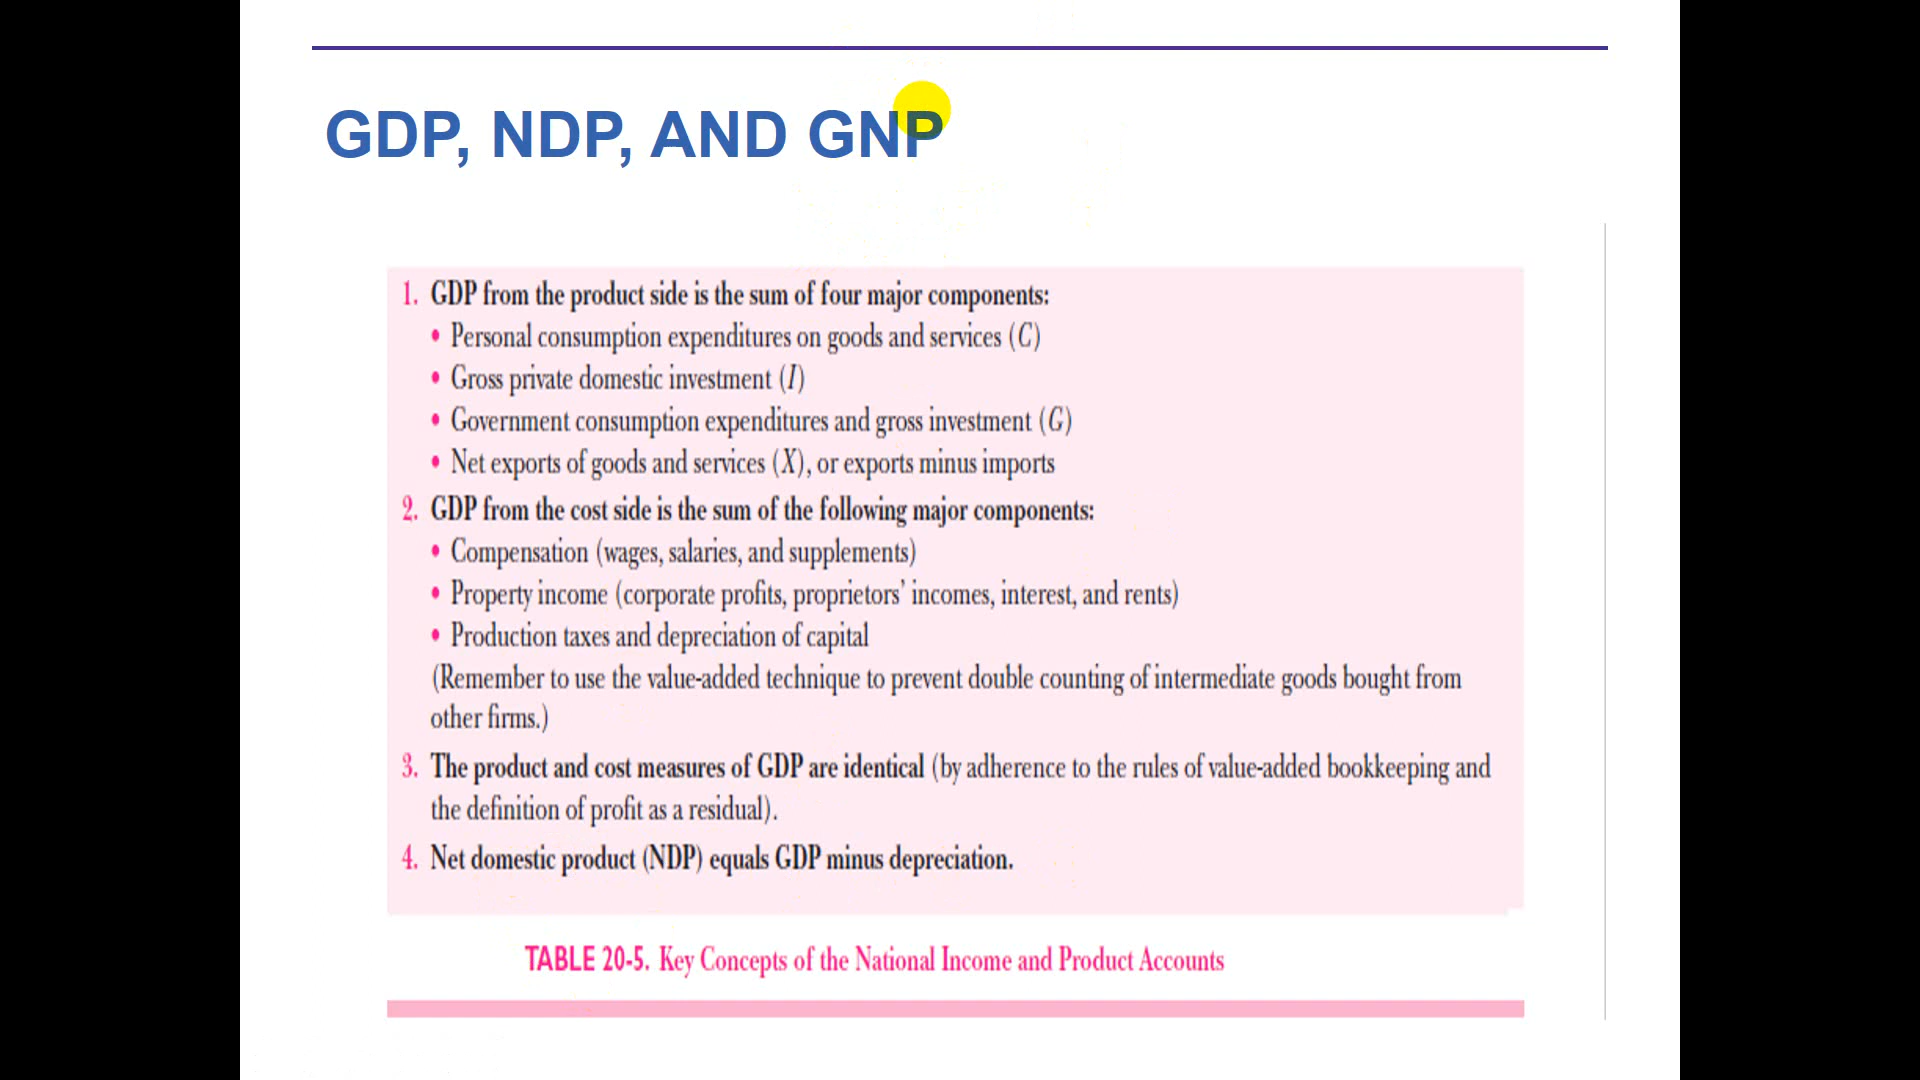 GDP, NDP, AND GNP
1. GDP from the product side is the sum of four major components:
• Personal consumption expenditures on goods and services (C)
• Gross private domestic investment (I)
• Government consumption expenditures and gross investment (G)
• Net exports of goods and services (X), or exports minus imports
2. GDP from the cost side is the sum of the following major components:
• Compensation (wages, salaries, and supplements)
• Property income (corporate profits, proprietors’ incomes, interest, and rents)
• Production taxes and depreciation of capital
(Remember to use the value-added technique to prevent double counting of intermediate goods bought from
other firms.)
3. The product and cost measures of GDP are identical (by adherence to the rules of value-added bookkeeping and
the definition of profit as a residual).
4. Net domestic product (NDP) equals GDP minus depreciation.
TABLE 20-5. Key Concepts of the National Income and Product Accounts